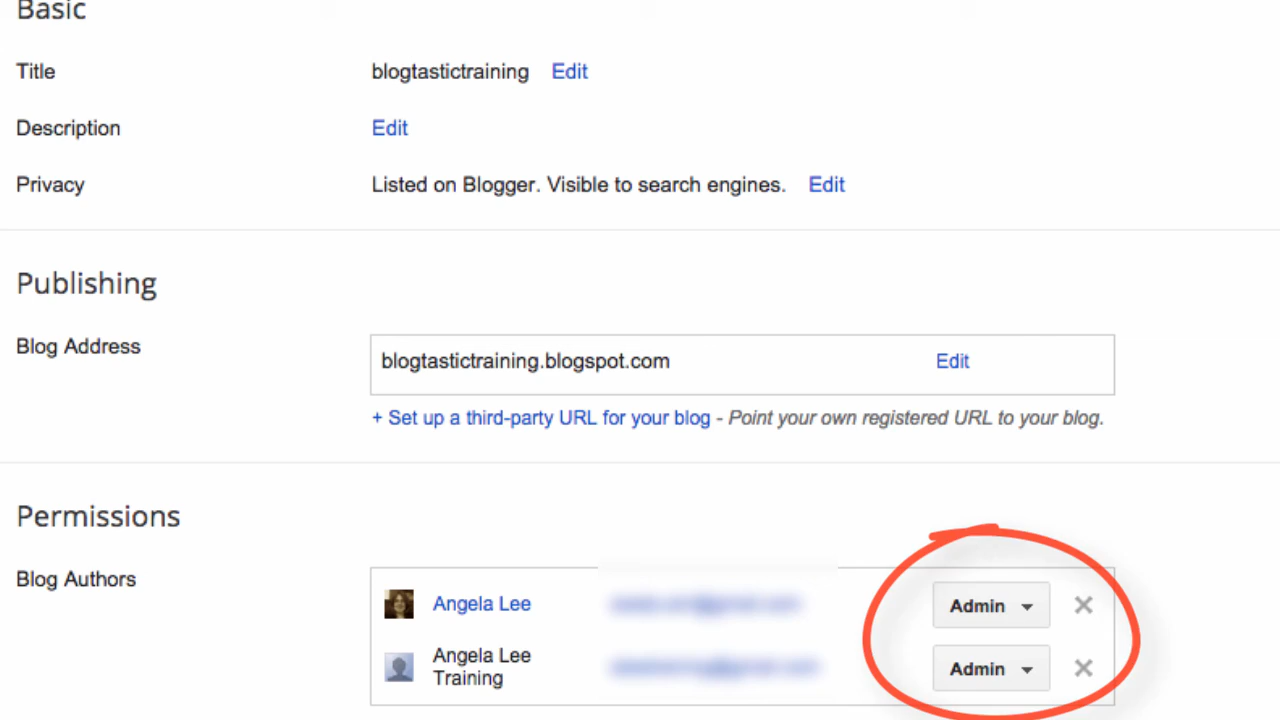 Basic
Title blogtastictraining Edit
Description Edit
Privacy Listed on Blogger. Visible to search engines. Edit
Publishing
Blog Address blogtastictraining.blogspot.com Edit
+ Set up a third-party URL for your blog - Point your own registered URL to your blog.
Permissions
Blog Authors
Angela Lee Admin
Angela Lee
Training Admin